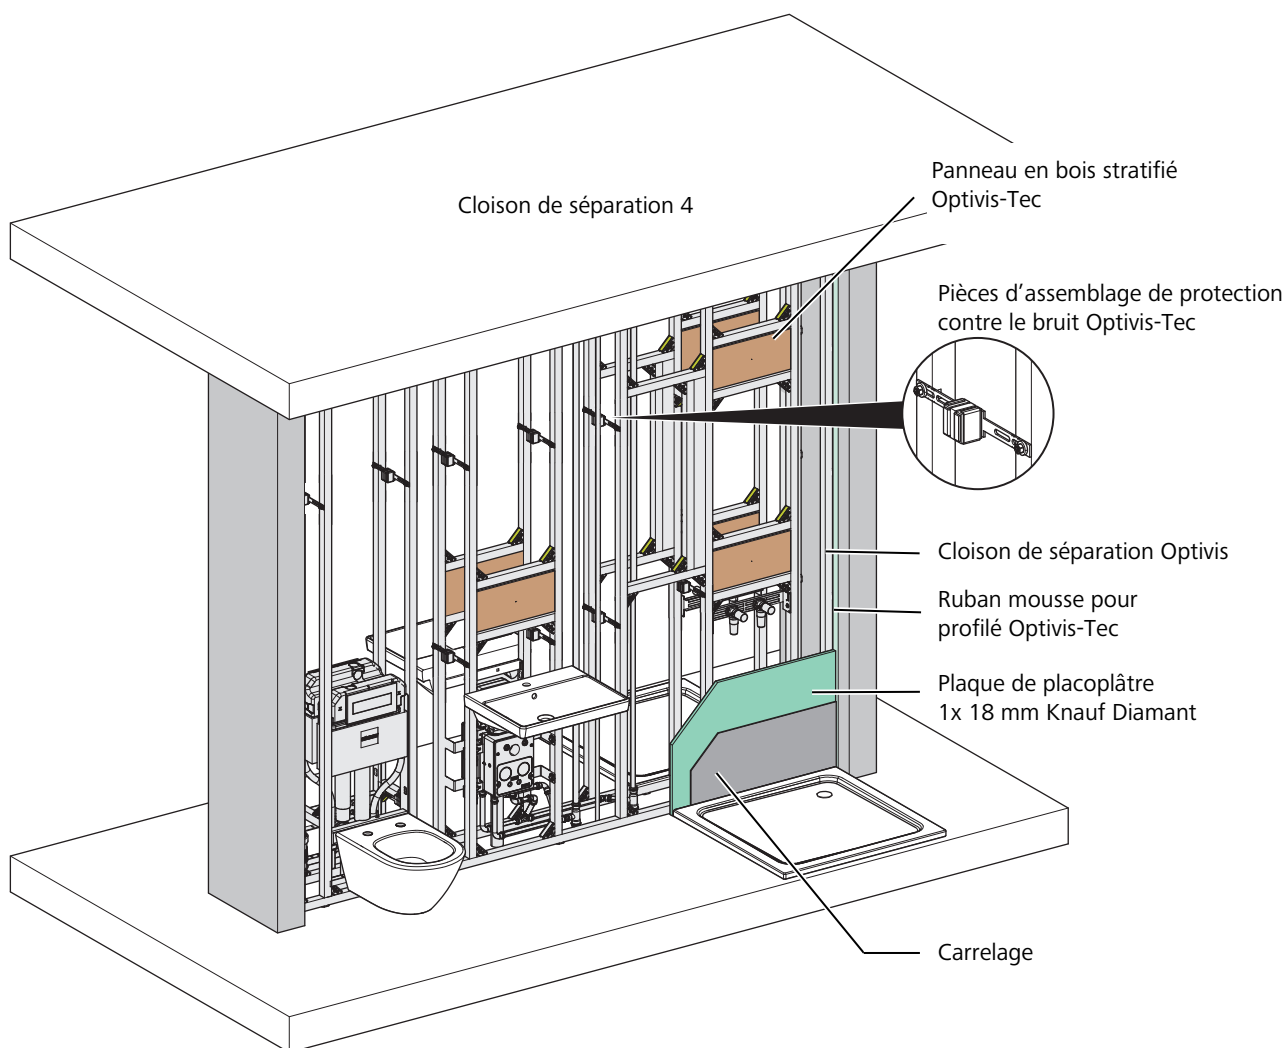 Cloison de séparation 4
Panneau en bois stratifié
Optivis-Tec
Pièces d’assemblage de protection
contre le bruit Optivis-Tec
Cloison de séparation Optivis
Ruban mousse pour
profilé Optivis-Tec
Plaque de placoplâtre
1x 18 mm Knauf Diamant
Carrelage